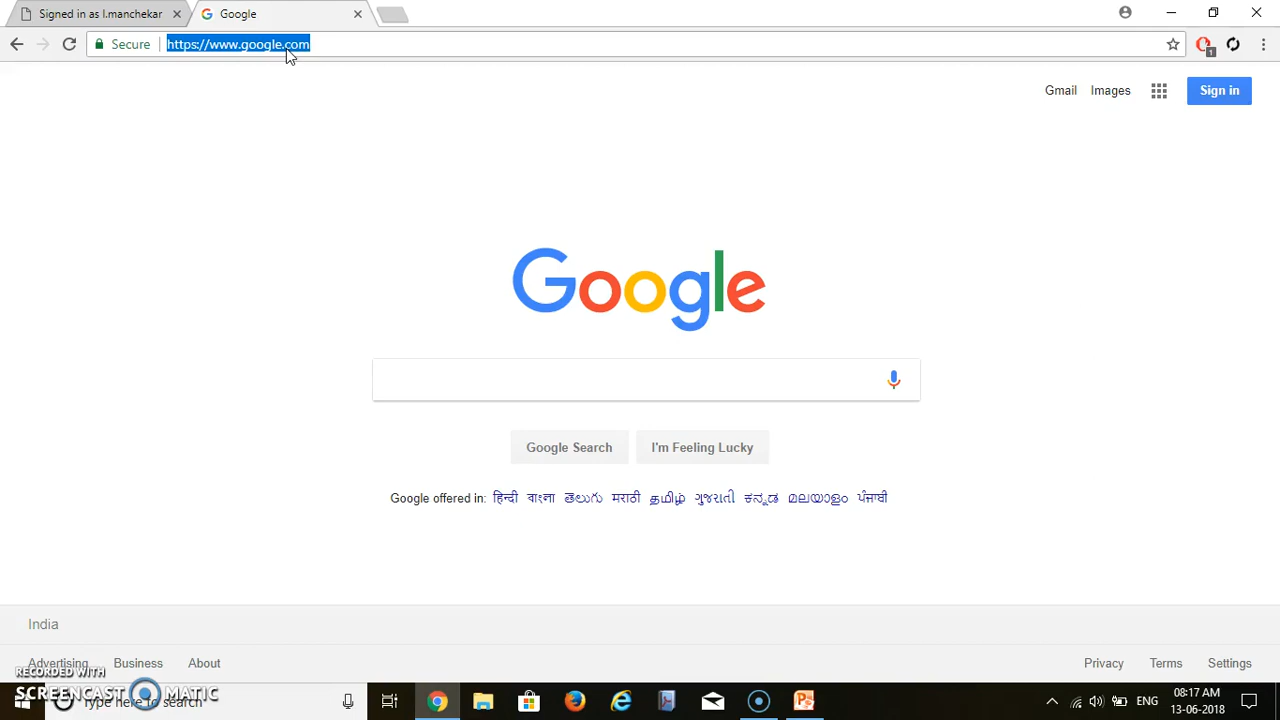 Signed in as l.manchekar
Google
Secure
https://www.google.com
Gmail
Images
Sign in
Google
Google Search
I'm Feeling Lucky
Google offered in: हिन्दी বাংলা తెలుగు मराठी தமிழ் ગુજરાતી ಕನ್ನಡ മലയാളം ਪੰਜਾਬੀ
India
Advertising Business About
Privacy Terms Settings
RECORDED WITH
SCREENCAST MATIC
Type here to search
1
ENG
08:17 AM
13-06-2018